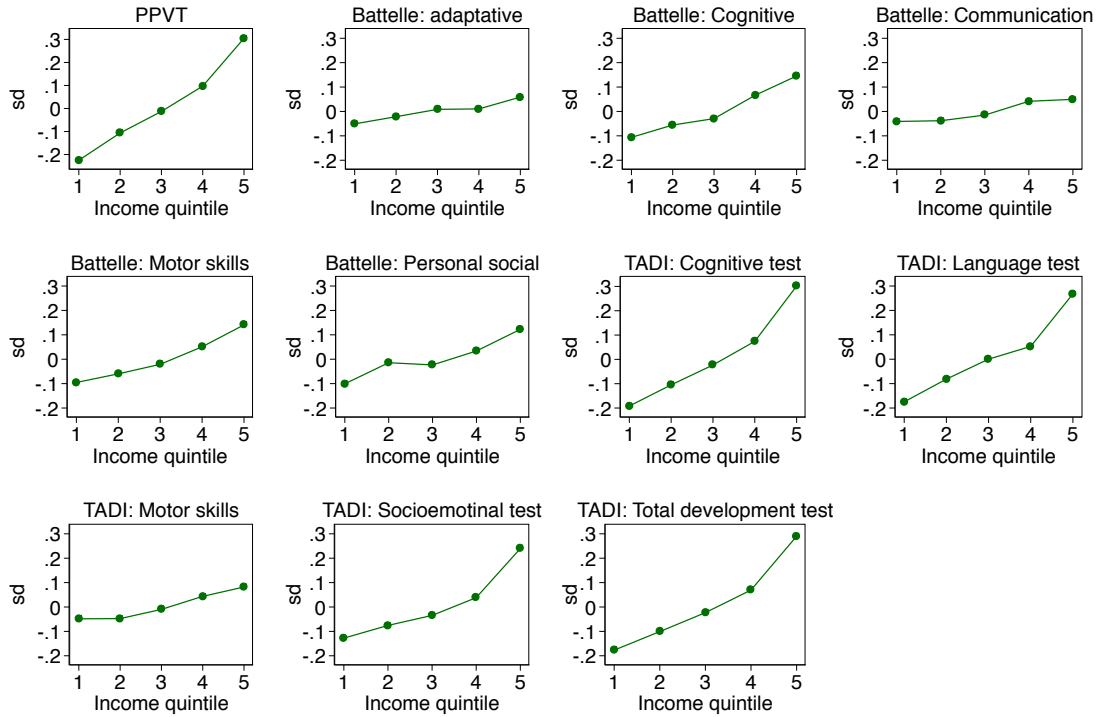 PPVT
.3
.2
.1
0
-.1
-.2
sd
1 2 3 4 5
Income quintile
Battelle: adaptative
.3
.2
.1
0
-.1
-.2
sd
1 2 3 4 5
Income quintile
Battelle: Cognitive
.3
.2
.1
0
-.1
-.2
sd
1 2 3 4 5
Income quintile
Battelle: Communication
.3
.2
.1
0
-.1
-.2
sd
1 2 3 4 5
Income quintile
Battelle: Motor skills
.3
.2
.1
0
-.1
-.2
sd
1 2 3 4 5
Income quintile
Battelle: Personal social
.3
.2
.1
0
-.1
-.2
sd
1 2 3 4 5
Income quintile
TADI: Cognitive test
.3
.2
.1
0
-.1
-.2
sd
1 2 3 4 5
Income quintile
TADI: Language test
.3
.2
.1
0
-.1
-.2
sd
1 2 3 4 5
Income quintile
TADI: Motor skills
.3
.2
.1
0
-.1
-.2
sd
1 2 3 4 5
Income quintile
TADI: Socioemotinal test
.3
.2
.1
0
-.1
-.2
sd
1 2 3 4 5
Income quintile
TADI: Total development test
.3
.2
.1
0
-.1
-.2
sd
1 2 3 4 5
Income quintile